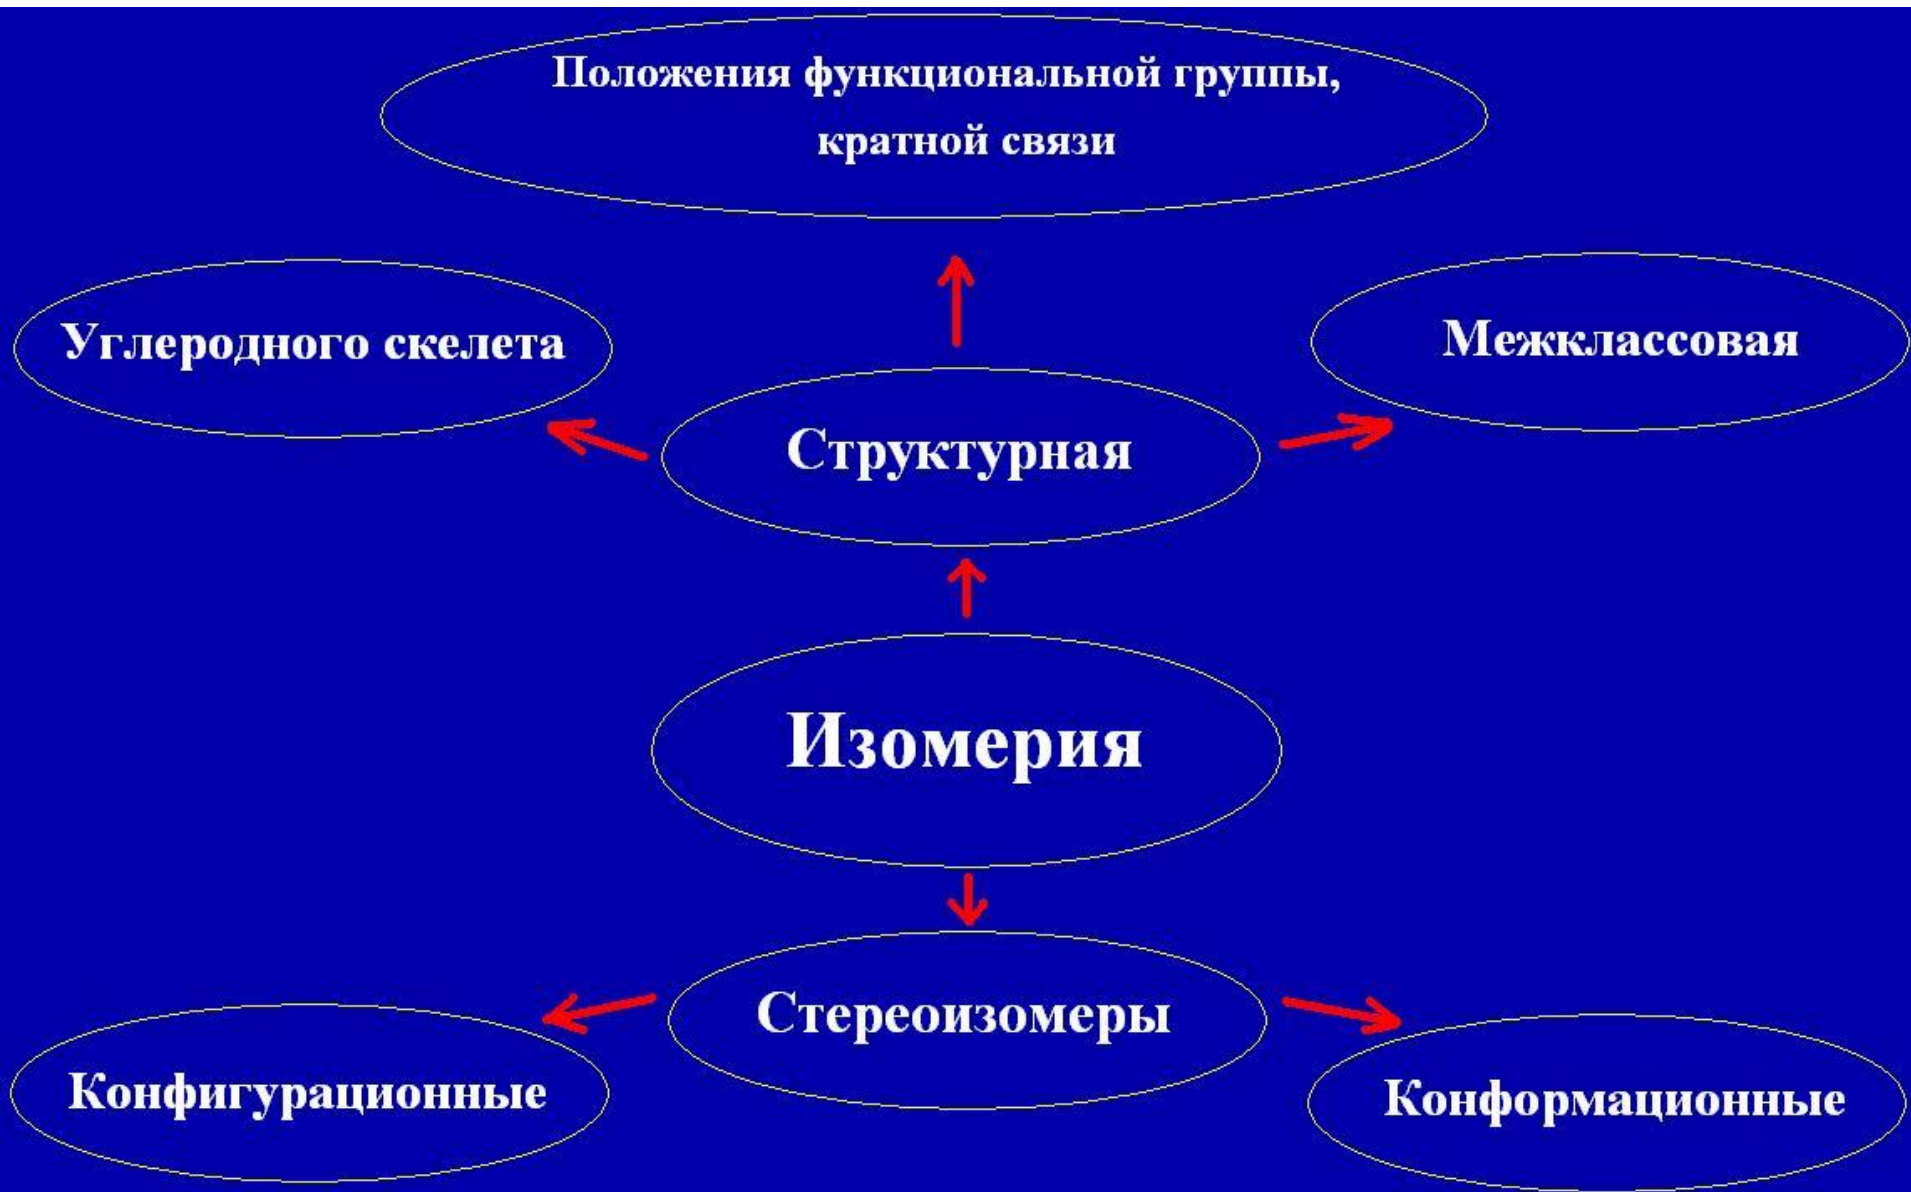 Положения функциональной группы,
кратной связи
Углеродного скелета
Межклассовая
Структурная
Изомерия
Стереоизомеры
Конфигурационные
Конформационные